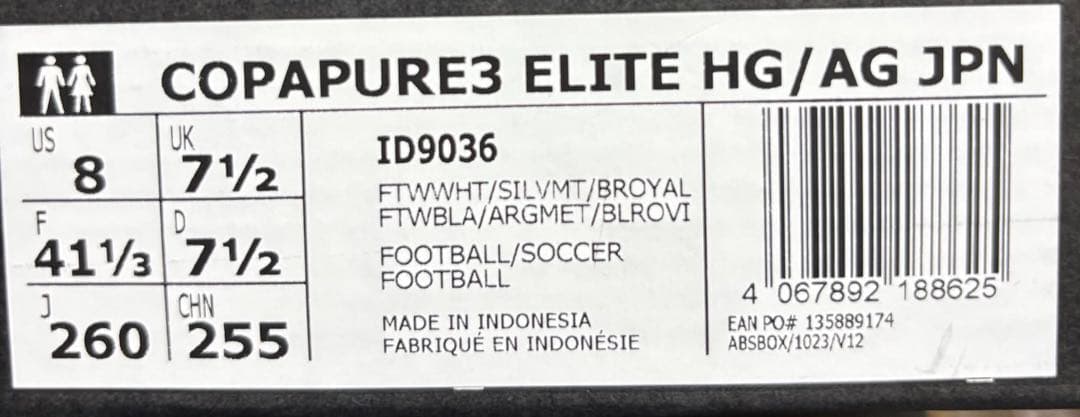 COPAPURE3 ELITE HG/AG JPN
US
8
UK
7½
F
41⅓
D
7½
J
260
CHN
255
ID9036
FTWWHT/SILVMT/BROYAL
FTWBLA/ARGMET/BLROVI
FOOTBALL/SOCCER
FOOTBALL
MADE IN INDONESIA
FABRIQUÉ EN INDONÉSIE
4 067892 188625
EAN PO# 135889174
ABSBOX/1023/V12